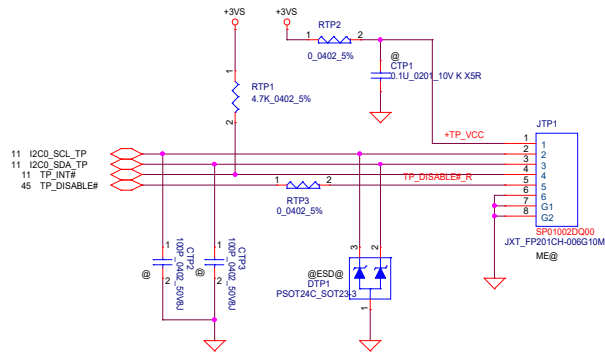 +3VS
+3VS
RTP2
1
2
0_0402_5%
@
CTP1
0.1U_0201_10V K X5R
1
RTP1
4.7K_0402_5%
2
JTP1
+TP_VCC
1
1
2
2
3
3
4
4
5
5
6
6
7
G1
8
G2
11 I2C0_SCL_TP
11 I2C0_SDA_TP
11 TP_INT#
45 TP_DISABLE#
TP_DISABLE#_R
1
2
RTP3
0_0402_5%
SP01002DQ00
JXT_FP201CH-006G10M
ME@
1
2
@
CTP2
100P_0402_50V8J
1
2
@
CTP3
100P_0402_50V8J
3
2
@ESD@
DTP1
PSOT24C_SOT23-3
1